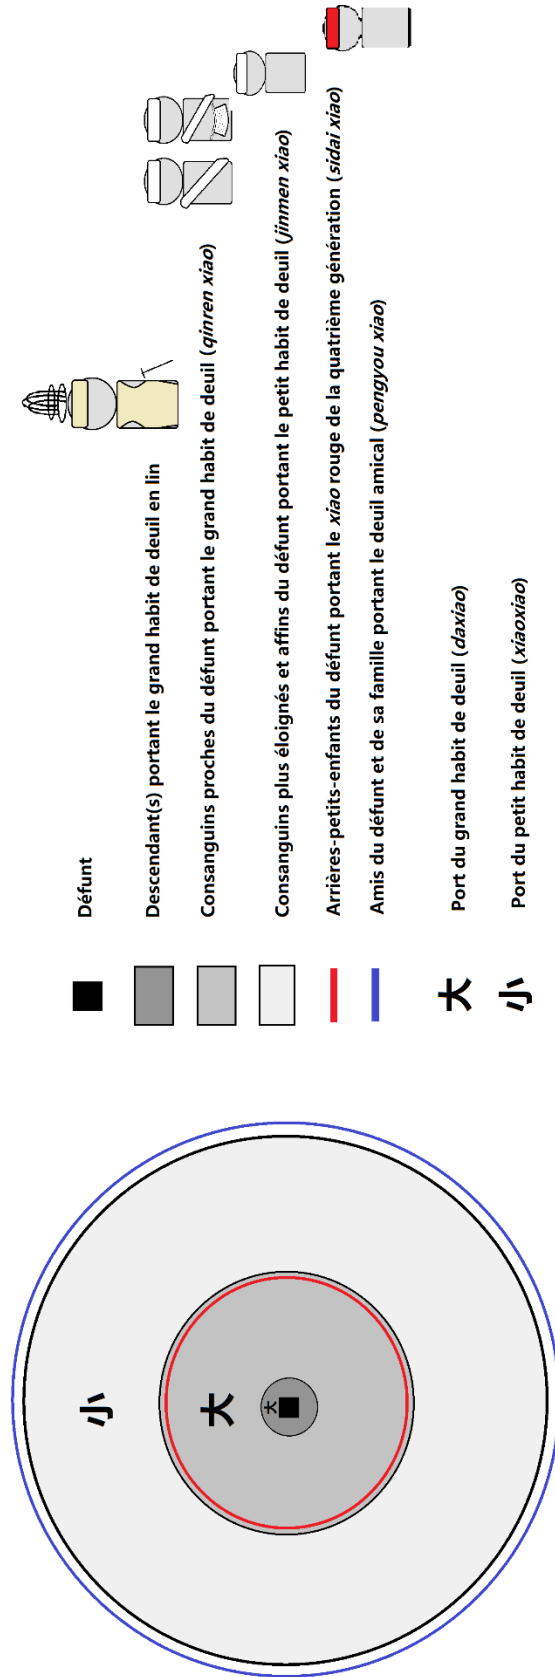 Défunt
Descendant(s) portant le grand habit de deuil en lin
Consanguins proches du défunt portant le grand habit de deuil (qinren xiao)
Consanguins plus éloignés et affins du défunt portant le petit habit de deuil (jinmen xiao)
Arrières-petits-enfants du défunt portant le xiao rouge de la quatrième génération (sidai xiao)
Amis du défunt et de sa famille portant le deuil amical (pengyou xiao)
大 Port du grand habit de deuil (daxiao)
小 Port du petit habit de deuil (xiaoxiao)
小
大
大